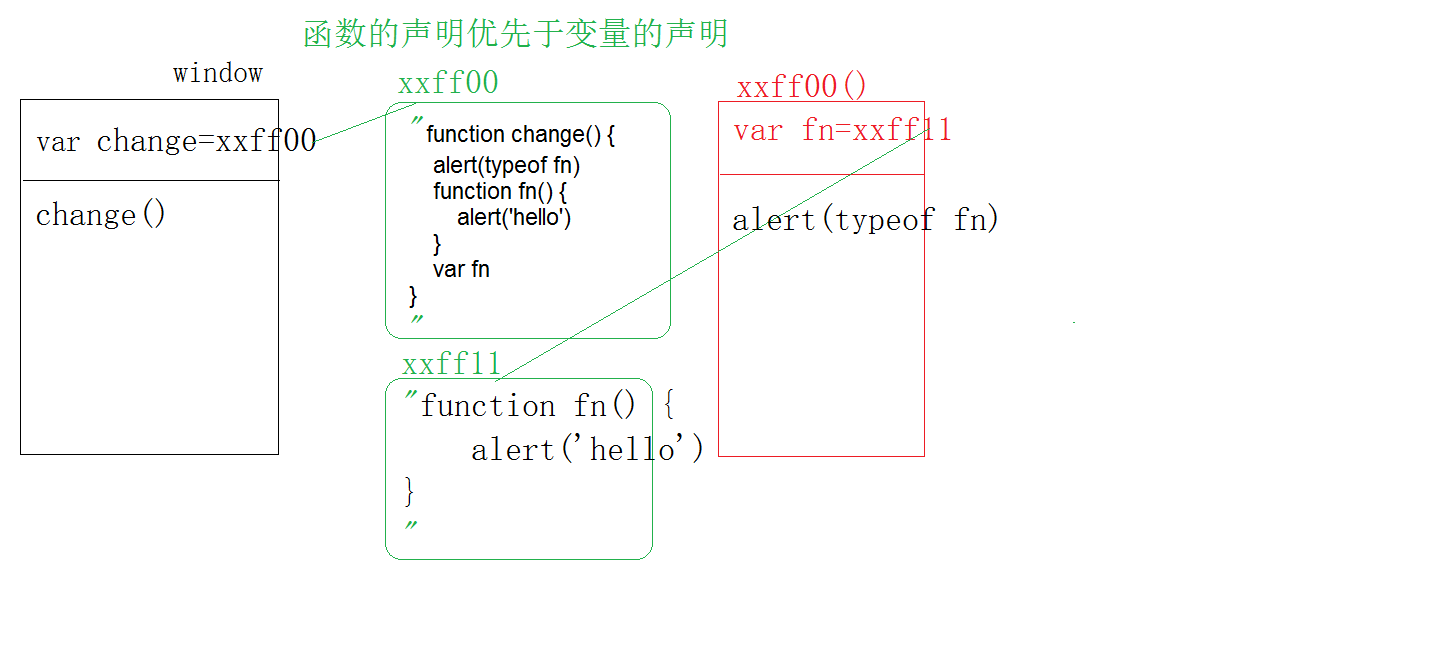 函数的声明优先于变量的声明
window
var change=xxff00
change()
xxff00
"function change() {
alert(typeof fn)
function fn() {
alert('hello')
}
var fn
}
"
xxff11
"function fn() {
alert('hello')
}
"
xxff00()
var fn=xxff11
alert(typeof fn)